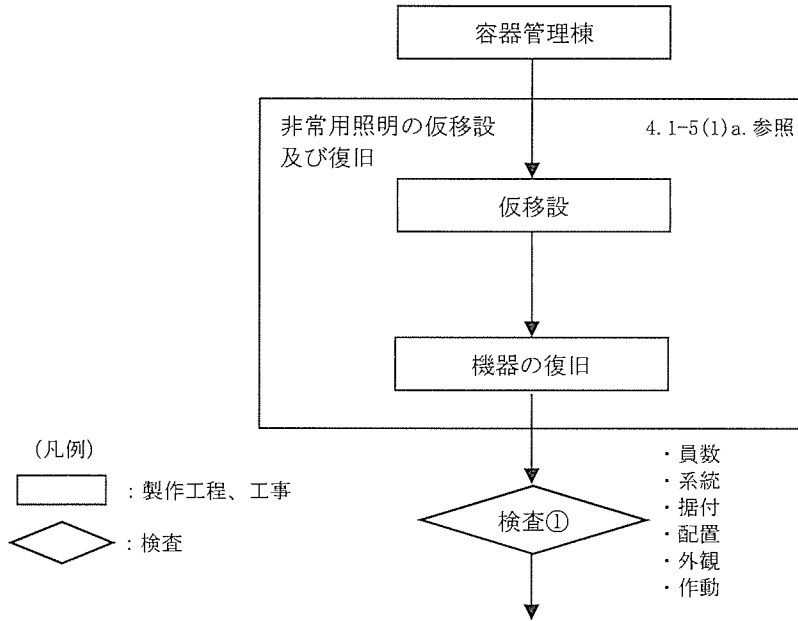 容器管理棟
非常用照明の仮移設
及び復旧
4.1-5(1)a.参照
仮移設
機器の復旧
検査①
・員数
・系統
・据付
・配置
・外観
・作動
(凡例)
：製作工程、工事
：検査